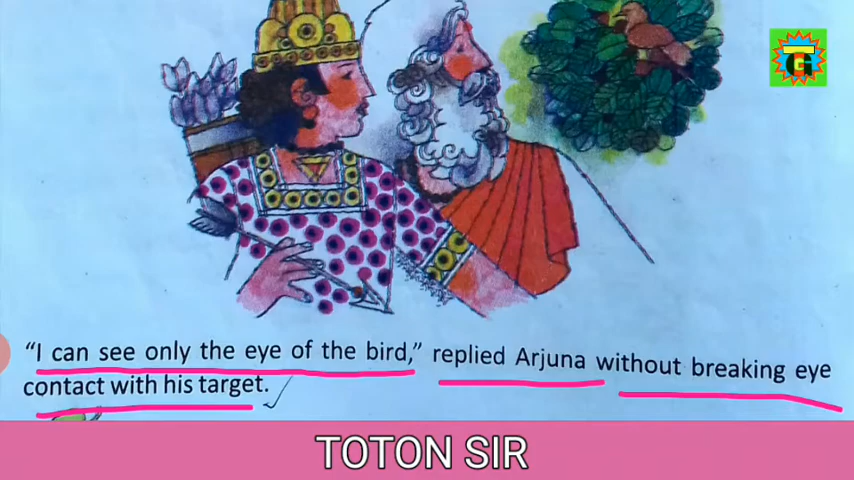 TG
"I can see only the eye of the bird," replied Arjuna without breaking eye
contact with his target.
TOTON SIR